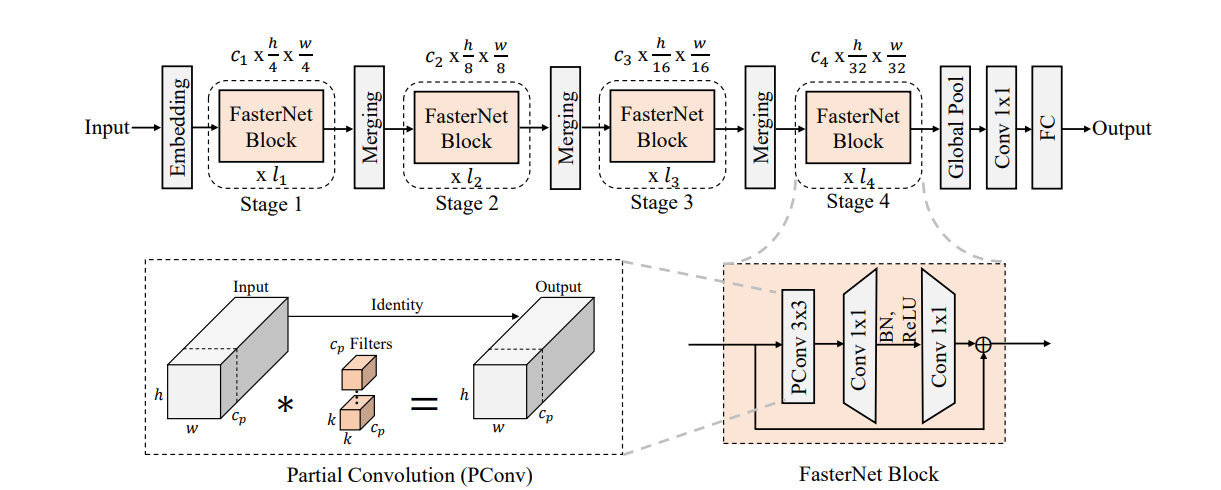 c₁ x h/4 x w/4
c₂ x h/8 x w/8
c₃ x h/16 x w/16
c₄ x h/32 x w/32
Input
Embedding
FasterNet
Block
x l₁
Stage 1
Merging
FasterNet
Block
x l₂
Stage 2
Merging
FasterNet
Block
x l₃
Stage 3
Merging
FasterNet
Block
x l₄
Stage 4
Global Pool
Conv 1x1
FC
Output
Input
Identity
Output
h
w
cₚ
*
cₚ Filters
k
k
cₚ
=
h
w
cₚ
Partial Convolution (PConv)
PConv 3x3
Conv 1x1
BN,
ReLU
Conv 1x1
FasterNet Block